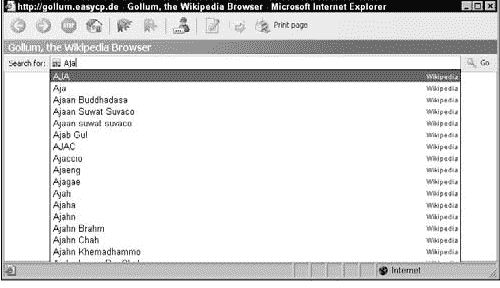 http://gollum.easycp.de - Gollum, the Wikipedia Browser - Microsoft Internet Explorer
STOP Print page
Gollum, the Wikipedia Browser
Search for: Aja Go
AJA Wikipedia
Aja Wikipedia
Ajaan Buddhadasa Wikipedia
Ajaan Suwat Suvaco Wikipedia
Ajaan suwat suvaco Wikipedia
Ajab Gul Wikipedia
AJAC Wikipedia
Ajaccio Wikipedia
Ajaeng Wikipedia
Ajagae Wikipedia
Ajah Wikipedia
Ajaha Wikipedia
Ajahn Wikipedia
Ajahn Brahm Wikipedia
Ajahn Chah Wikipedia
Ajahn Khemadhammo Wikipedia
Internet